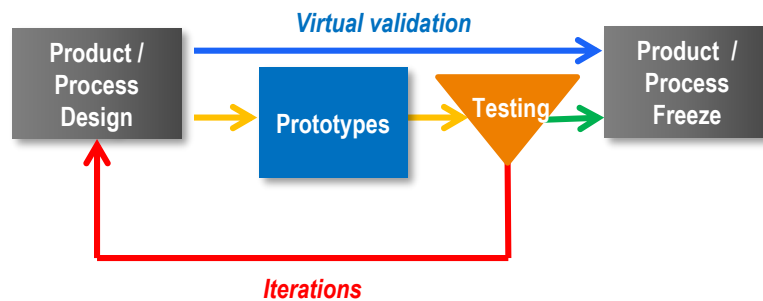 Virtual validation
Product /
Process
Design
Prototypes
Testing
Product  /
Process
Freeze
Iterations